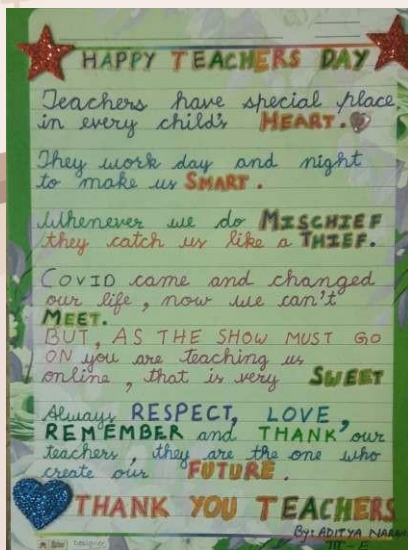 HAPPY TEACHERS DAY
Teachers have special place
in every child's HEART.
They work day and night
to make us SMART.
Whenever we do MISCHIEF
they catch us like a THIEF.
COVID came and changed
our life, now we can't
MEET.
BUT, AS THE SHOW MUST GO
ON you are teaching us
online, that is very SWEET
Always RESPECT, LOVE,
REMEMBER and THANK our
teachers, they are the one who
create our FUTURE.
THANK YOU TEACHERS
By: ADITYA